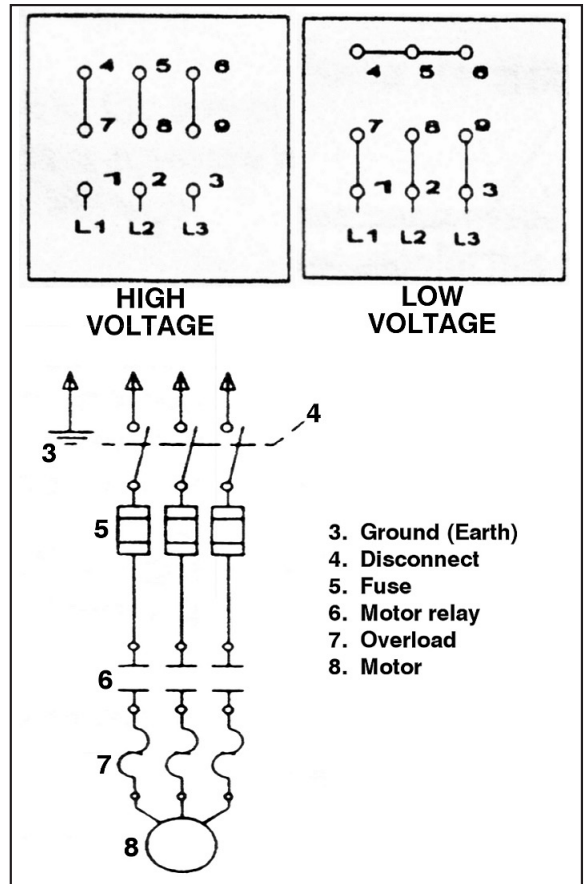 4 5 6
7 8 9
1 2 3
L1 L2 L3
HIGH
VOLTAGE
4 5 6
7 8 9
1 2 3
L1 L2 L3
LOW
VOLTAGE
3
4
5
6
7
8
3. Ground (Earth)
4. Disconnect
5. Fuse
6. Motor relay
7. Overload
8. Motor